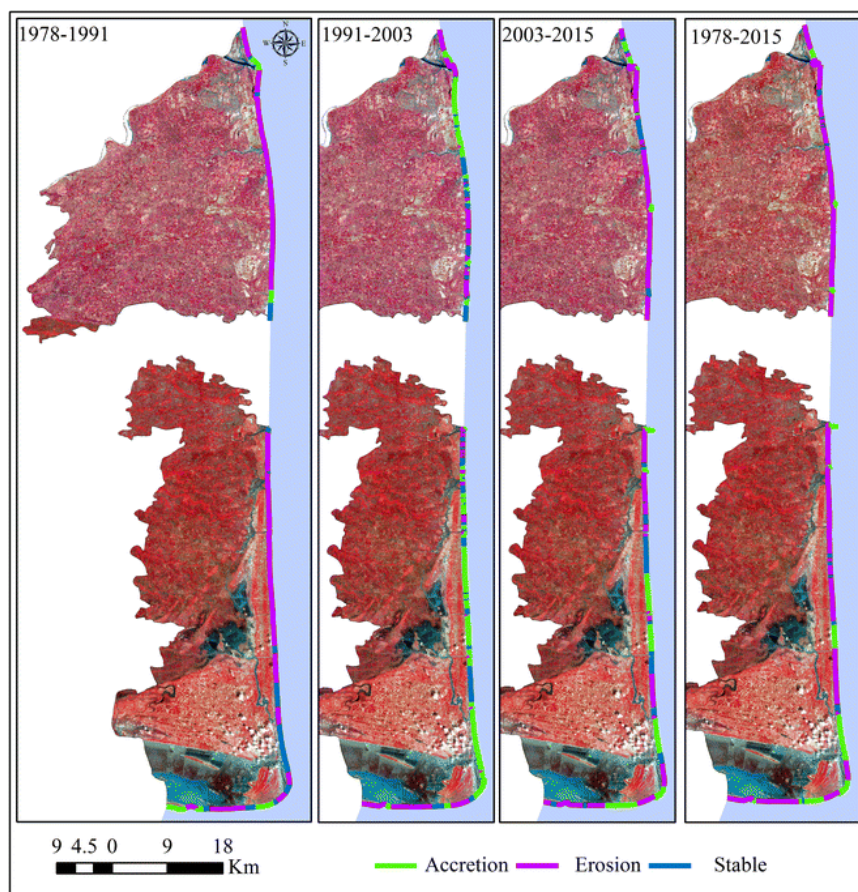 1978-1991
1991-2003
2003-2015
1978-2015
N
W E
S
9 4.5 0 9 18
Km
Accretion Erosion Stable